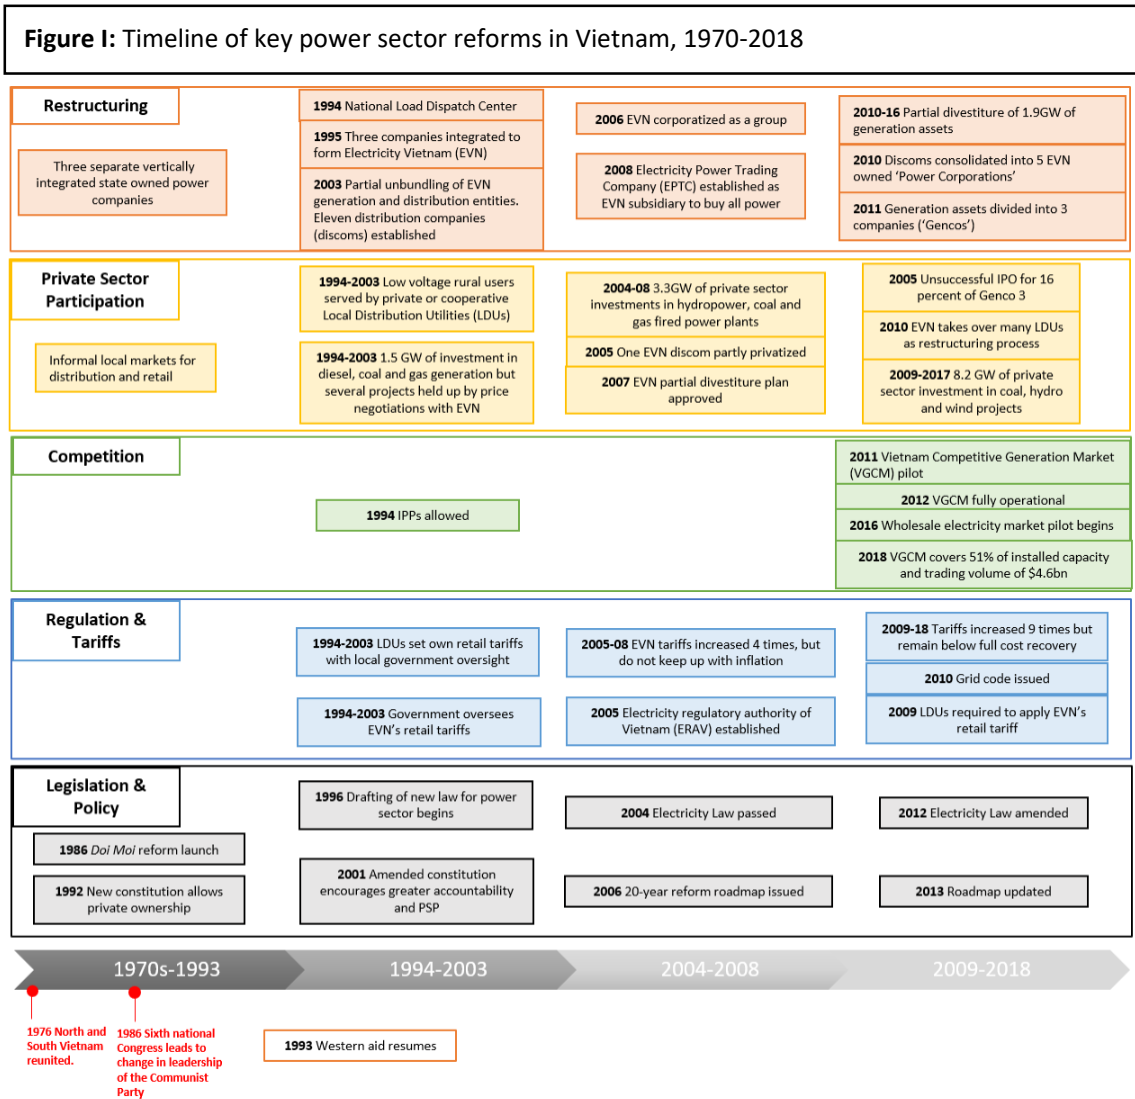 Figure I: Timeline of key power sector reforms in Vietnam, 1970-2018
Restructuring
Three separate vertically
integrated state owned power
companies
1994 National Load Dispatch Center
1995 Three companies integrated to
form Electricity Vietnam (EVN)
2003 Partial unbundling of EVN
generation and distribution entities.
Eleven distribution companies
(discoms) established
2006 EVN corporatized as a group
2008 Electricity Power Trading
Company (EPTC) established as
EVN subsidiary to buy all power
2010-16 Partial divestiture of 1.9GW of
generation assets
2010 Discoms consolidated into 5 EVN
owned ‘Power Corporations’
2011 Generation assets divided into 3
companies (‘Gencos’)
Private Sector
Participation
Informal local markets for
distribution and retail
1994-2003 Low voltage rural users
served by private or cooperative
Local Distribution Utilities (LDUs)
1994-2003 1.5 GW of investment in
diesel, coal and gas generation but
several projects held up by price
negotiations with EVN
2004-08 3.3GW of private sector
investments in hydropower, coal and
gas fired power plants
2005 One EVN discom partly privatized
2007 EVN partial divestiture plan
approved
2005 Unsuccessful IPO for 16
percent of Genco 3
2010 EVN takes over many LDUs
as restructuring process
2009-2017 8.2 GW of private
sector investment in coal, hydro
and wind projects
Competition
1994 IPPs allowed
2011 Vietnam Competitive Generation Market
(VGCM) pilot
2012 VGCM fully operational
2016 Wholesale electricity market pilot begins
2018 VGCM covers 51% of installed capacity
and trading volume of $4.6bn
Regulation &
Tariffs
1994-2003 LDUs set own retail tariffs
with local government oversight
1994-2003 Government oversees
EVN’s retail tariffs
2005-08 EVN tariffs increased 4 times, but
do not keep up with inflation
2005 Electricity regulatory authority of
Vietnam (ERAV) established
2009-18 Tariffs increased 9 times but
remain below full cost recovery
2010 Grid code issued
2009 LDUs required to apply EVN’s
retail tariff
Legislation &
Policy
1986 Doi Moi reform launch
1992 New constitution allows
private ownership
1996 Drafting of new law for power
sector begins
2001 Amended constitution
encourages greater accountability
and PSP
2004 Electricity Law passed
2006 20-year reform roadmap issued
2012 Electricity Law amended
2013 Roadmap updated
1970s-1993
1994-2003
2004-2008
2009-2018
1976 North and
South Vietnam
reunited.
1986 Sixth national
Congress leads to
change in leadership
of the Communist
Party
1993 Western aid resumes